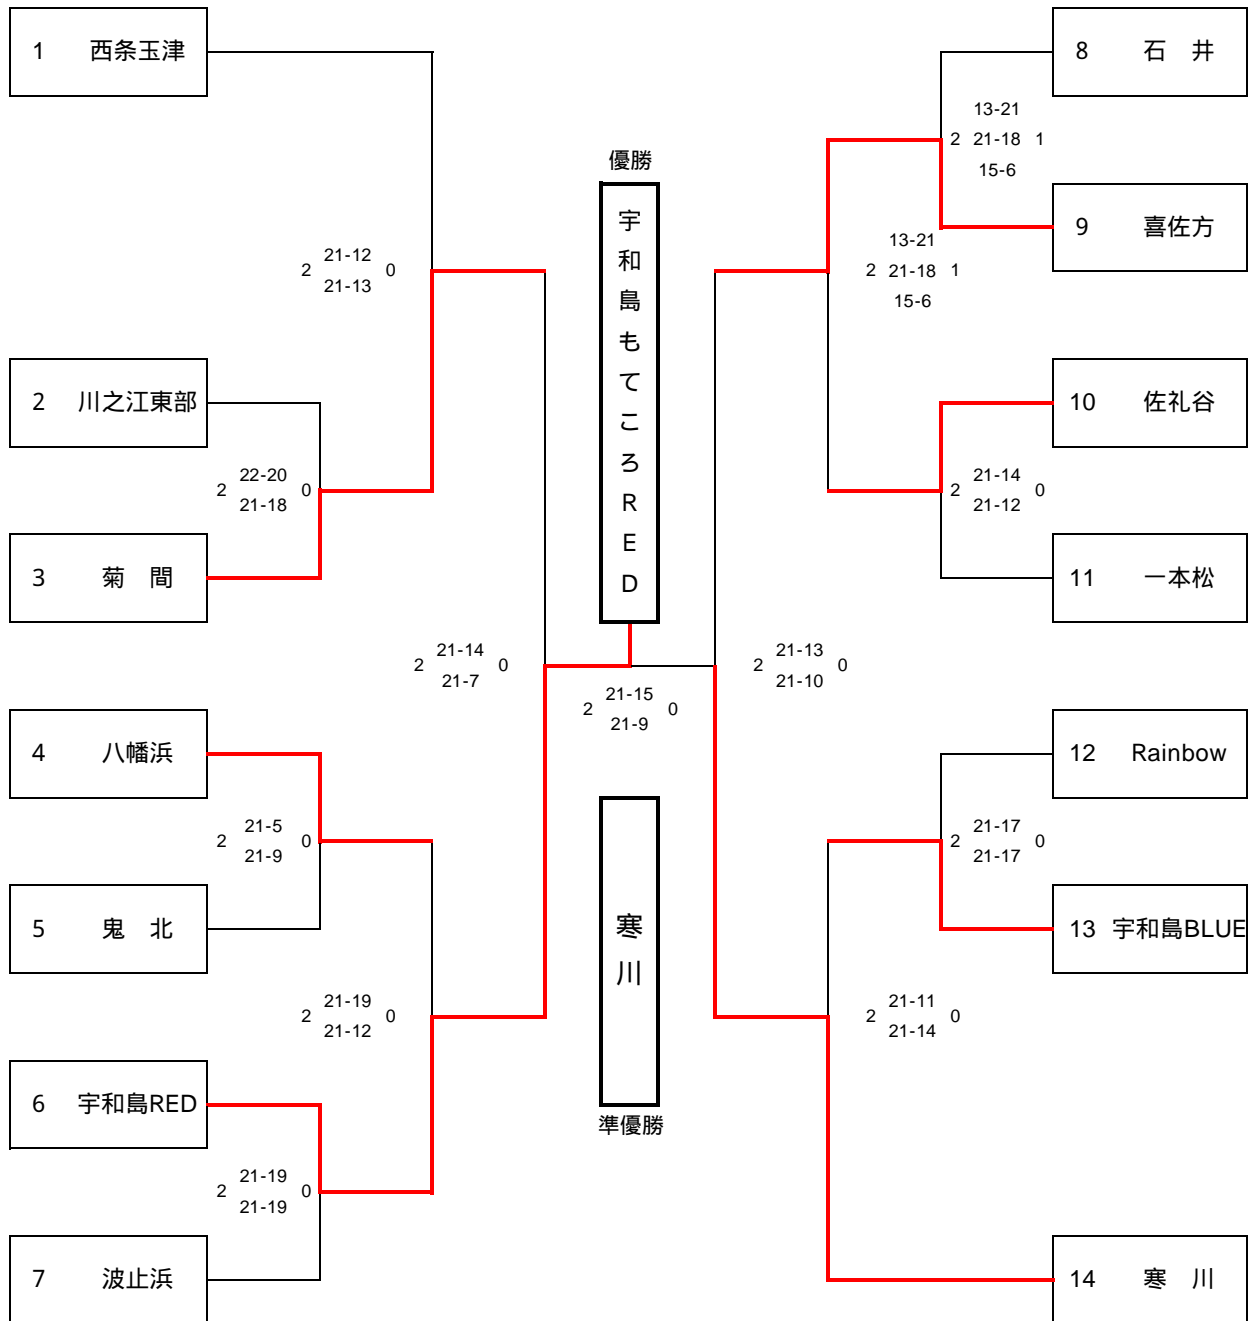 1 西条玉津
21-12
2 0
21-13
2 川之江東部
22-20
2 0
21-18
3 菊 間
21-14
2 0
21-7
4 八幡浜
21-5
2 0
21-9
5 鬼 北
21-19
2 0
21-12
6 宇和島RED
21-19
2 0
21-19
7 波止浜
優勝
宇和島もてころRED
21-15
2 0
21-9
寒川
準優勝
8 石 井
13-21
2 21-18 1
15-6
9 喜佐方
13-21
2 21-18 1
15-6
10 佐礼谷
21-14
2 0
21-12
11 一本松
21-13
2 0
21-10
12 Rainbow
21-17
2 0
21-17
13 宇和島BLUE
21-11
2 0
21-14
14 寒 川